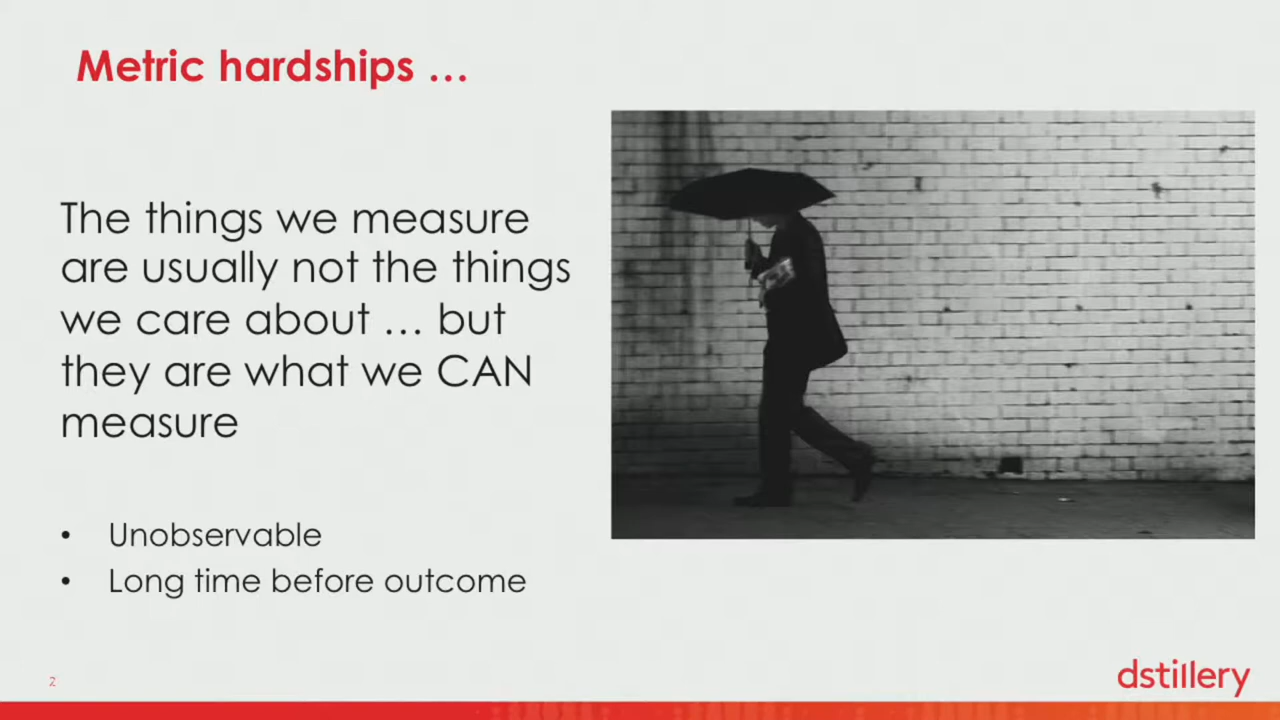 Metric hardships …
The things we measure
are usually not the things
we care about … but
they are what we CAN
measure
• Unobservable
• Long time before outcome
2
dstillery